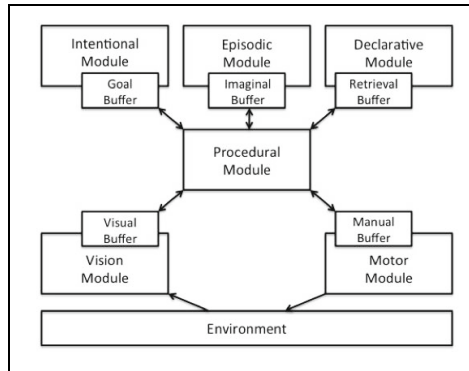 Intentional
Module
Goal
Buffer
Episodic
Module
Imaginal
Buffer
Declarative
Module
Retrieval
Buffer
Procedural
Module
Visual
Buffer
Vision
Module
Manual
Buffer
Motor
Module
Environment